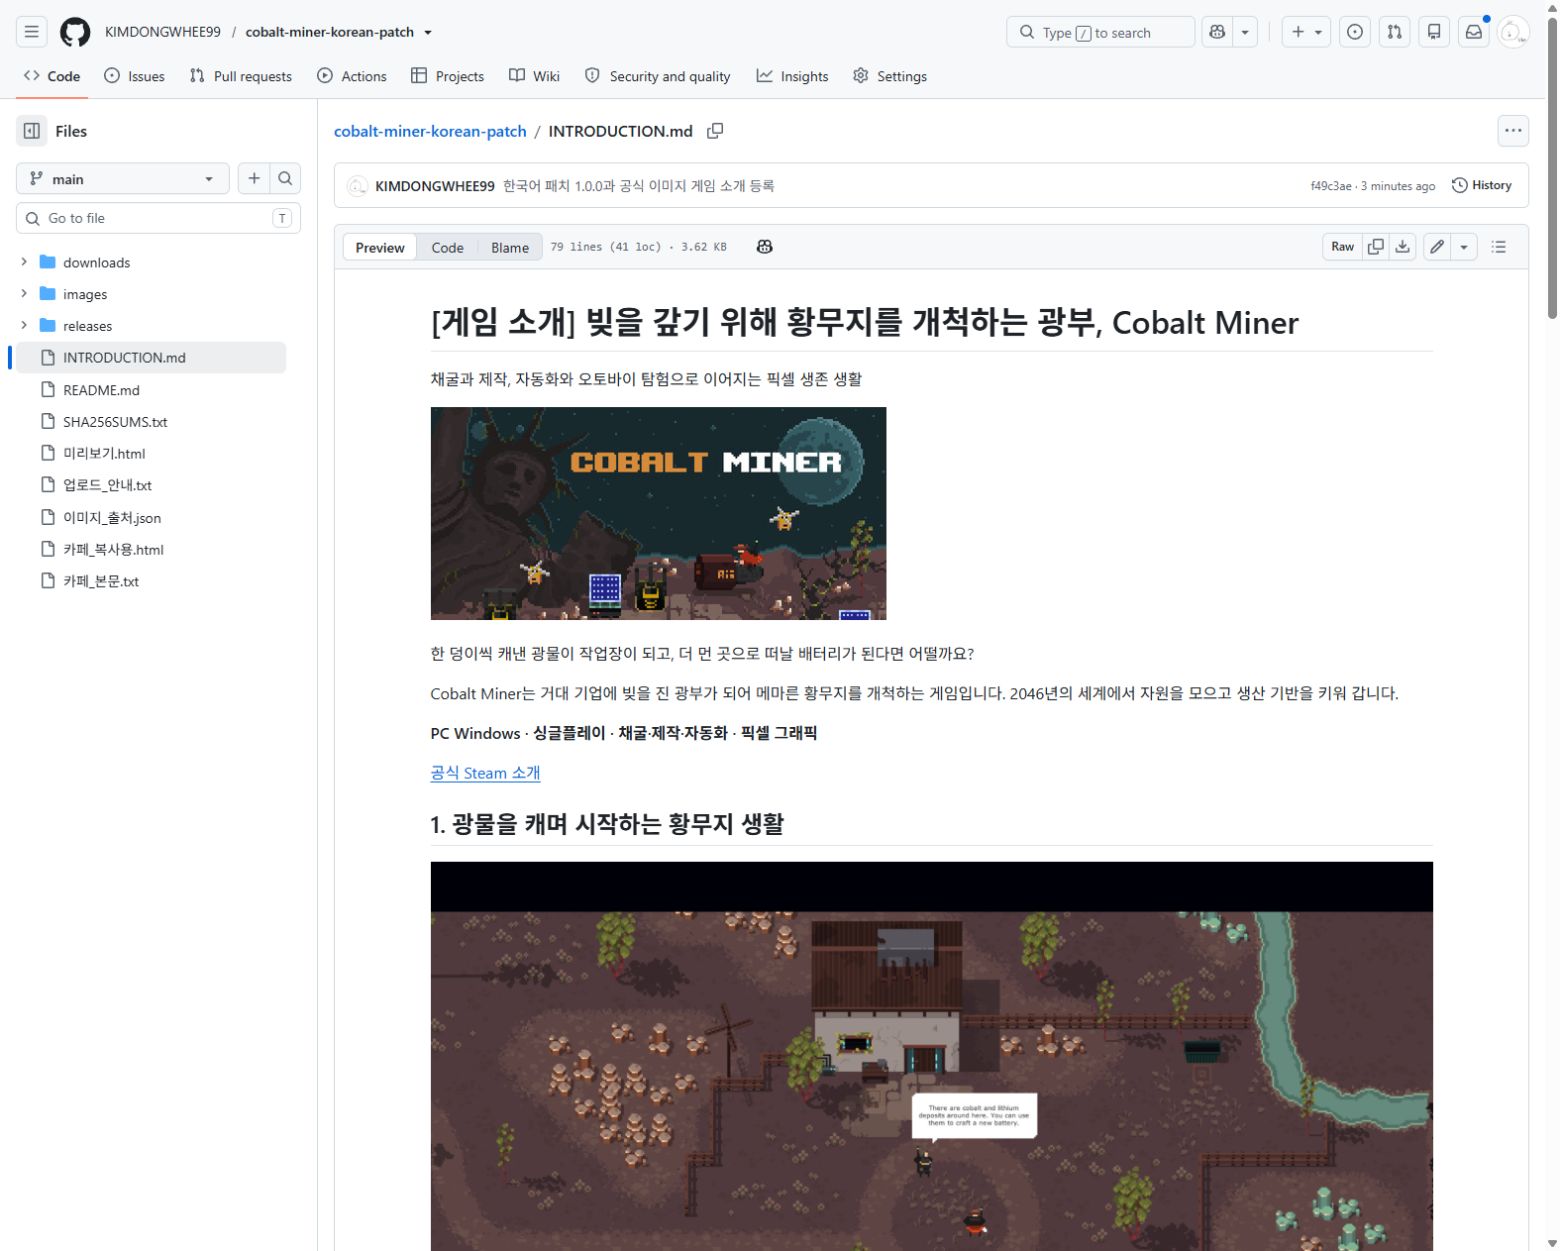 KIMDONGWHEE99 / cobalt-miner-korean-patch
Type / to search
Code
Issues
Pull requests
Actions
Projects
Wiki
Security and quality
Insights
Settings
Files
main
Go to file
T
downloads
images
releases
INTRODUCTION.md
README.md
SHA256SUMS.txt
미리보기.html
업로드_안내.txt
이미지_출처.json
카페_복사용.html
카페_본문.txt
cobalt-miner-korean-patch / INTRODUCTION.md
KIMDONGWHEE99 한국어 패치 1.0.0과 공식 이미지 게임 소개 등록
f49c3ae · 3 minutes ago
History
Preview
Code
Blame
79 lines (41 loc) · 3.62 KB
Raw
[게임 소개] 빚을 갚기 위해 황무지를 개척하는 광부, Cobalt Miner
채굴과 제작, 자동화와 오토바이 탐험으로 이어지는 픽셀 생존 생활
COBALT MINER
한 덩이씩 캐낸 광물이 작업장이 되고, 더 먼 곳으로 떠날 배터리가 된다면 어떨까요?
Cobalt Miner는 거대 기업에 빚을 진 광부가 되어 메마른 황무지를 개척하는 게임입니다. 2046년의 세계에서 자원을 모으고 생산 기반을 키워 갑니다.
PC Windows · 싱글플레이 · 채굴·제작·자동화 · 픽셀 그래픽
공식 Steam 소개
1. 광물을 캐며 시작하는 황무지 생활
There are cobalt and lithium
deposits around here. You can use
them to craft a new battery.